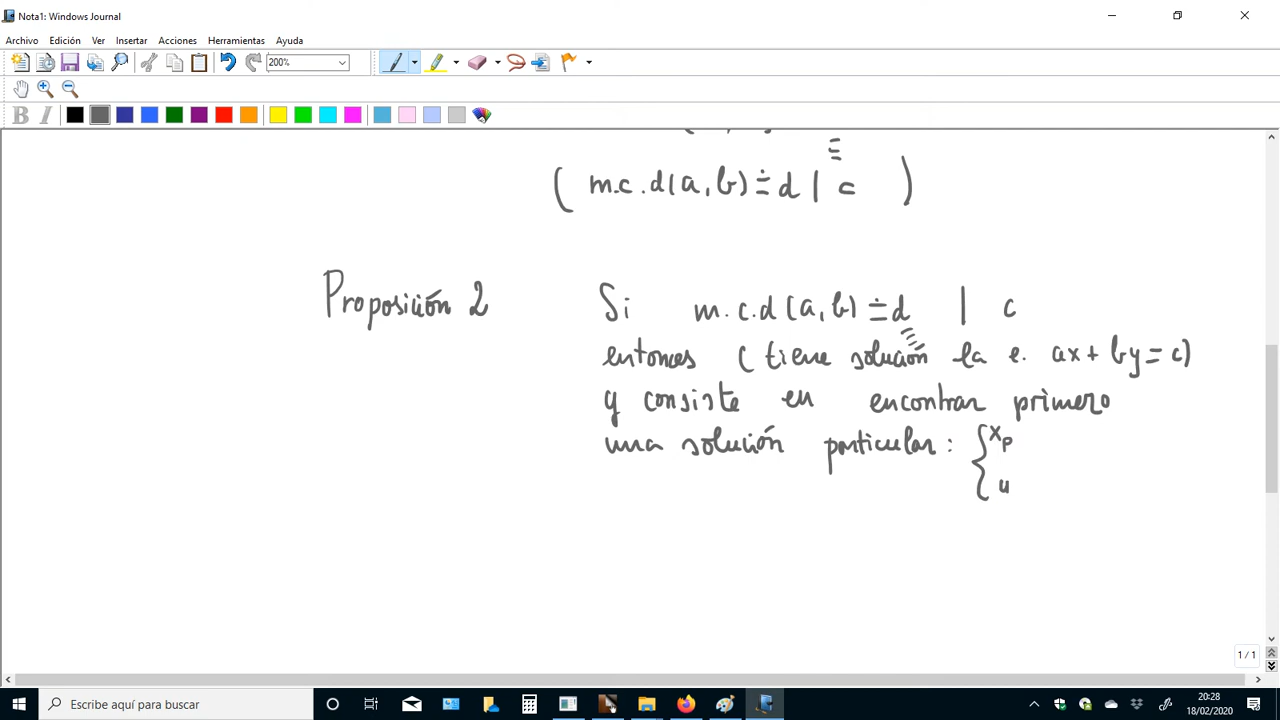 Nota1: Windows Journal
Archivo Edición Ver Insertar Acciones Herramientas Ayuda
200%
B I
( m.c.d(a,b) ≐ d | c )
Proposición 2 Si m.c.d(a,b) ≐ d | c
entonces ( tiene solución la e. ax + by = c)
y consiste en encontrar primero
una solución particular: { xp
u
1 / 1
Escribe aquí para buscar
20:28
18/02/2020